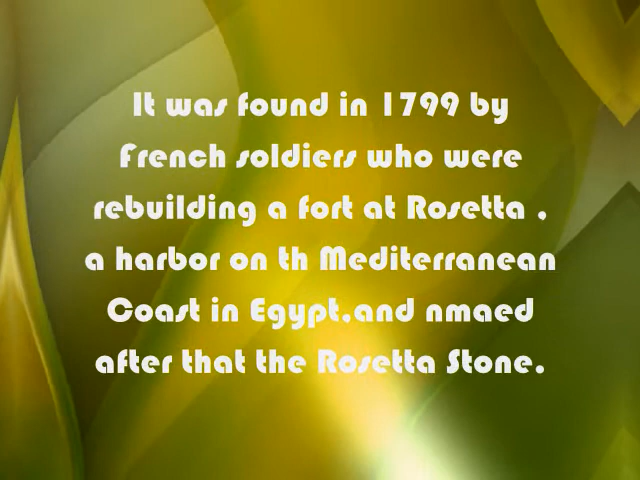 It was found in 1799 by
French soldiers who were
rebuilding a fort at Rosetta ,
a harbor on th Mediterranean
Coast in Egypt,and nmaed
after that the Rosetta Stone.